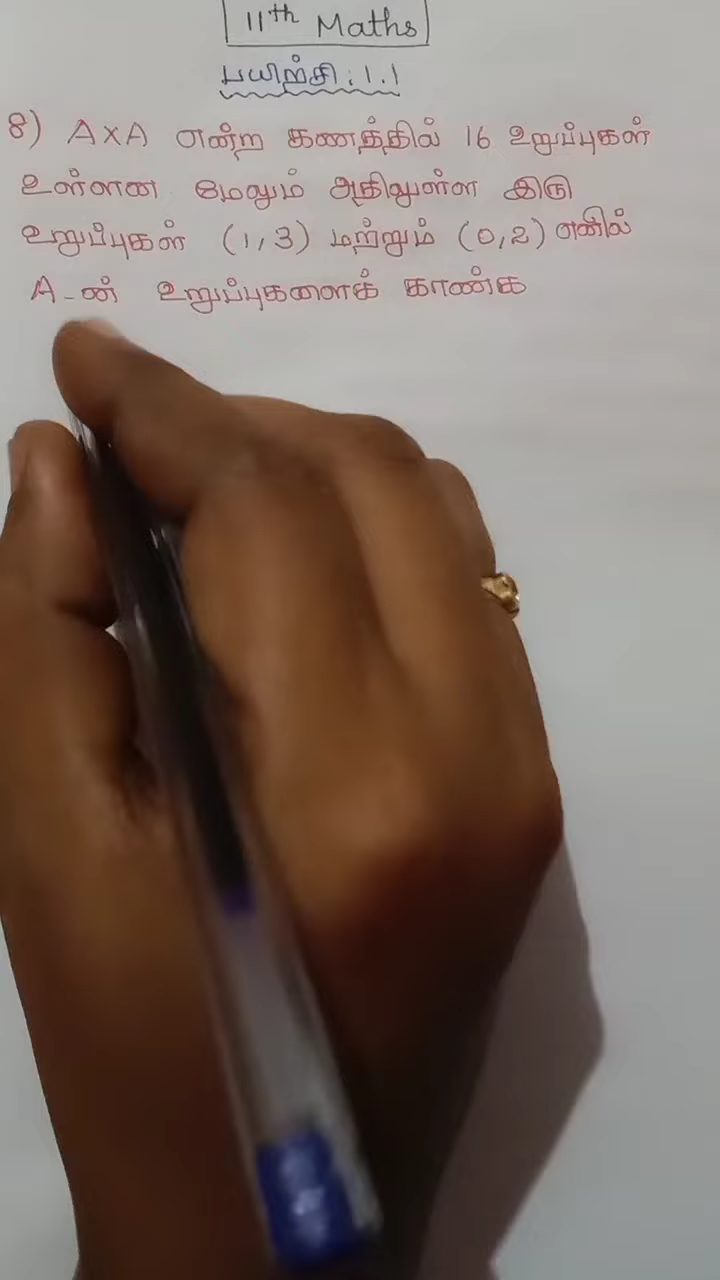 11th Maths
பயிற்சி : 1.1
8) A×A என்ற கணத்தில் 16 உறுப்புகள்
உள்ளன மேலும் அதிலுள்ள இரு
உறுப்புகள் (1,3) மற்றும் (0,2) எனில்
A-ன் உறுப்புகளைக் காண்க